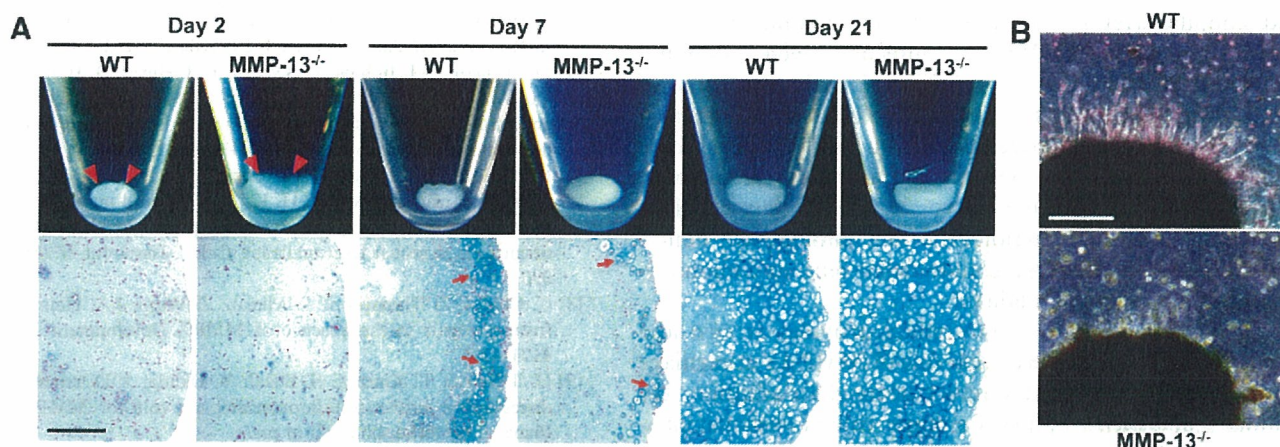 A
Day 2
Day 7
Day 21
B
WT
WT MMP-13-/- WT MMP-13-/- WT MMP-13-/-
MMP-13-/-